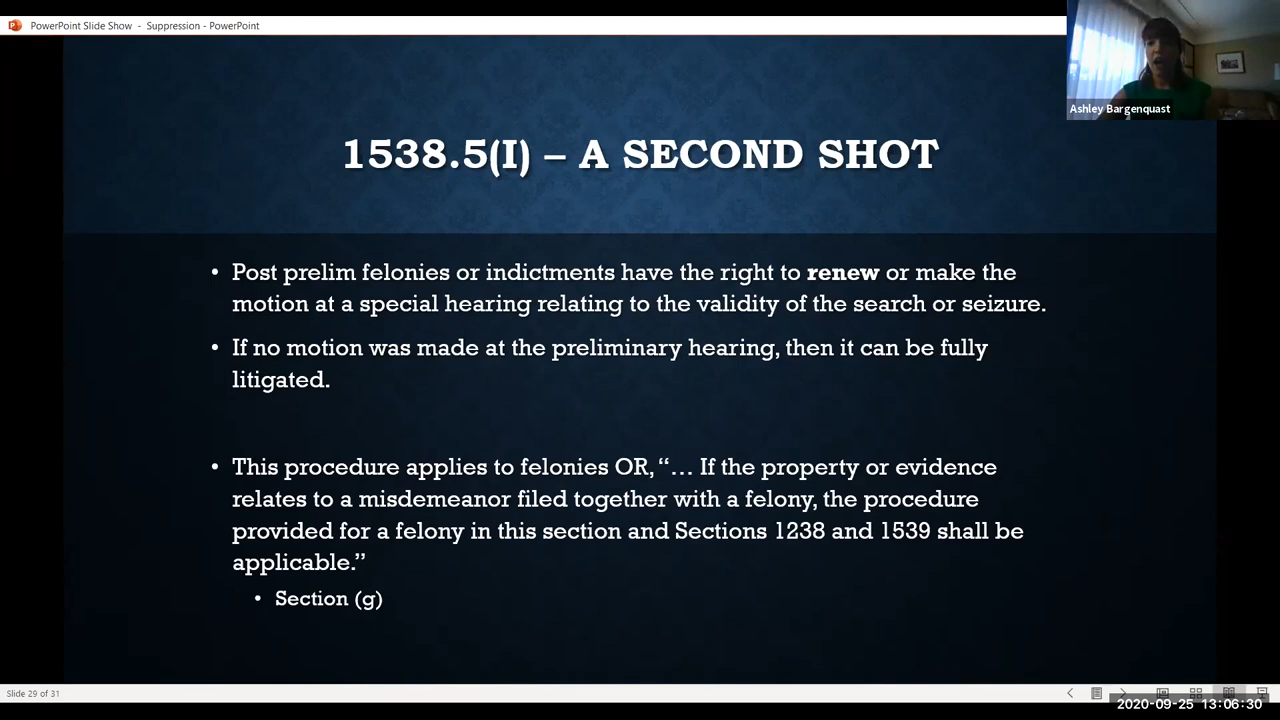 PowerPoint Slide Show - Suppression - PowerPoint
Ashley Bargenquast
1538.5(I) – A SECOND SHOT
• Post prelim felonies or indictments have the right to renew or make the
motion at a special hearing relating to the validity of the search or seizure.
• If no motion was made at the preliminary hearing, then it can be fully
litigated.
• This procedure applies to felonies OR, “… If the property or evidence
relates to a misdemeanor filed together with a felony, the procedure
provided for a felony in this section and Sections 1238 and 1539 shall be
applicable.”
• Section (g)
Slide 29 of 31
2020-09-25 13:06:30